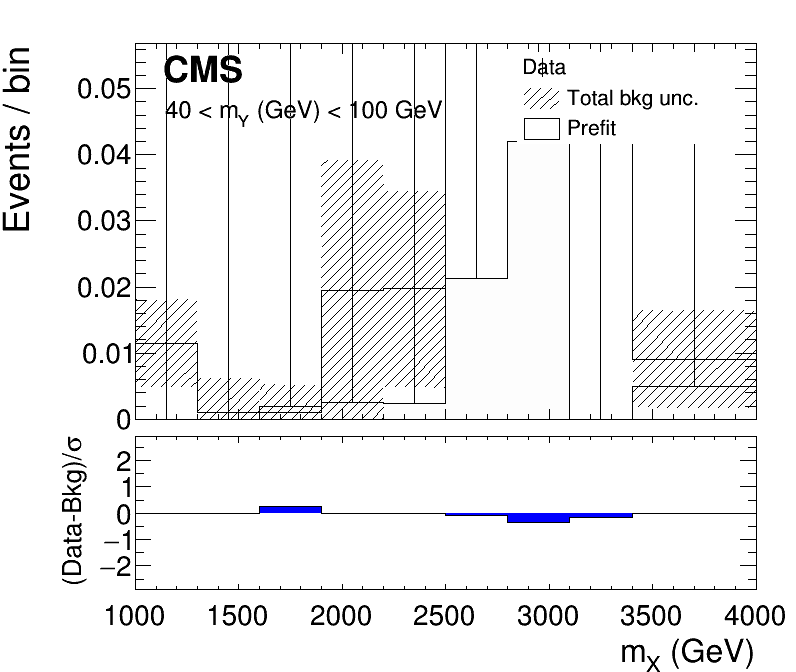 CMS
40 < mY (GeV) < 100 GeV
Data
Total bkg unc.
Prefit
Events / bin
0.05
0.04
0.03
0.02
0.01
0
(Data-Bkg)/σ
2
1
0
−1
−2
1000 1500 2000 2500 3000 3500 4000
mX (GeV)